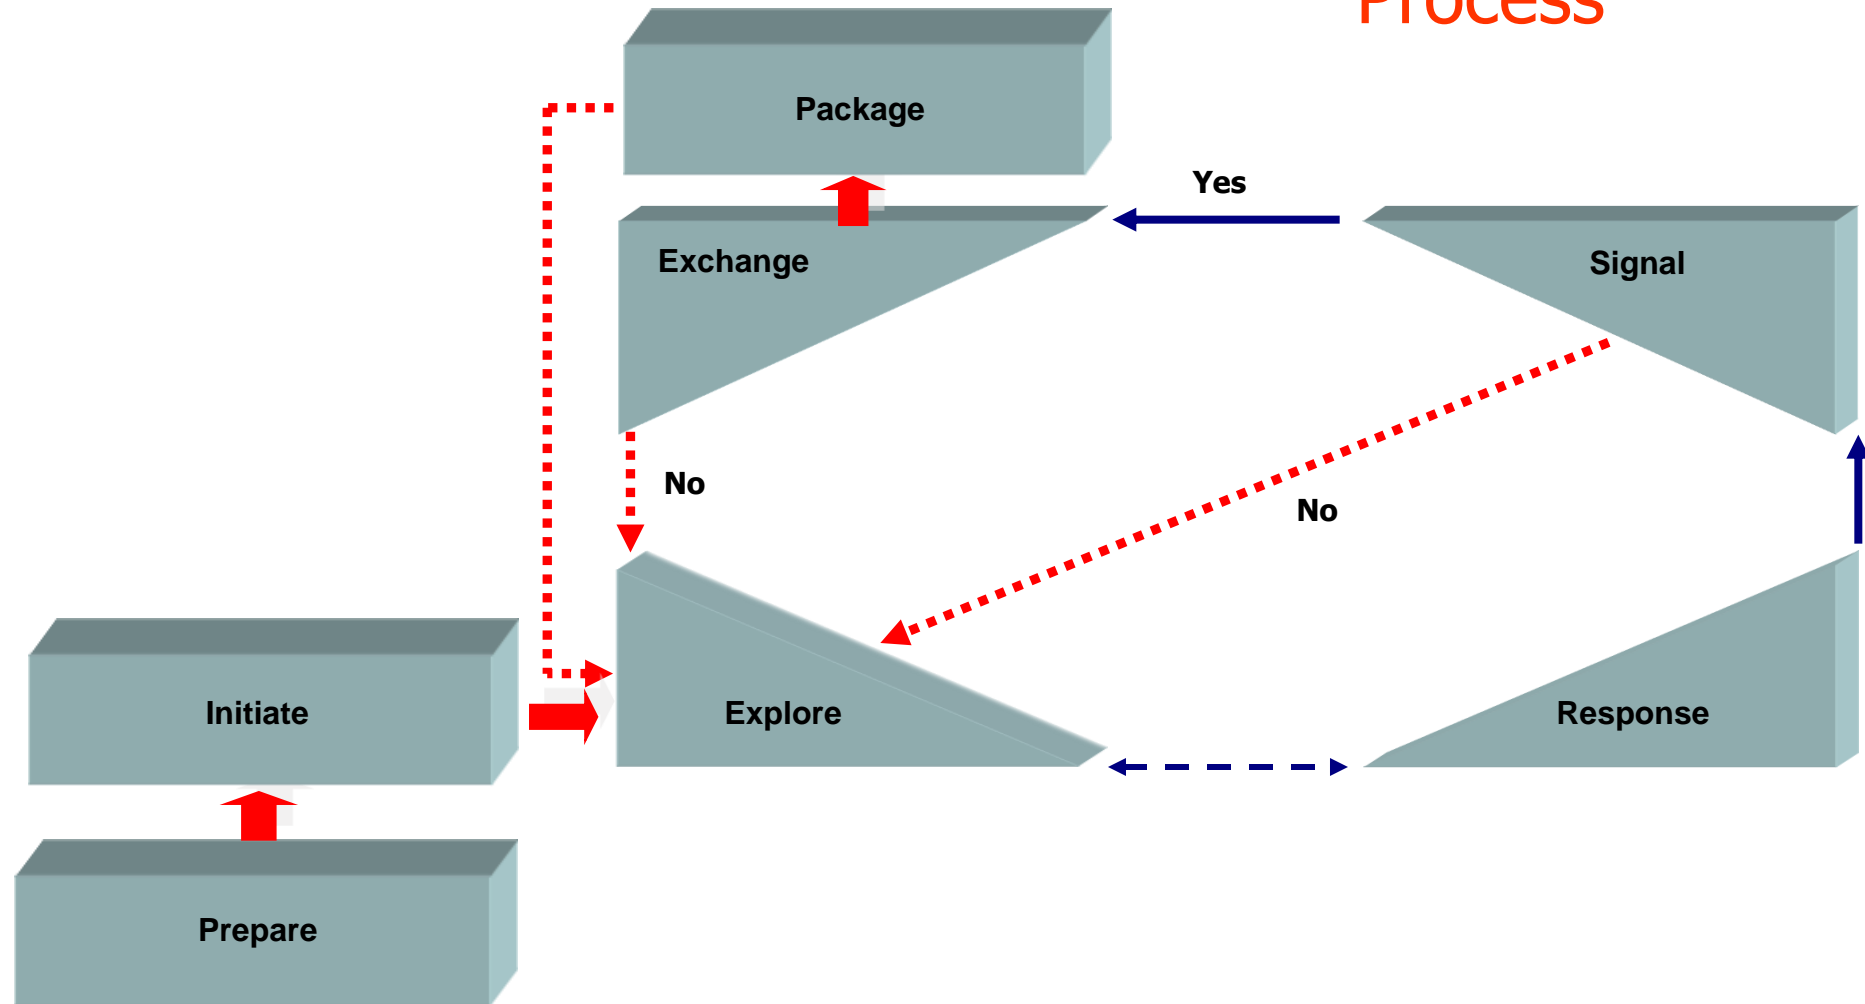 Process
Package
Yes
Exchange
Signal
No
No
Initiate
Explore
Response
Prepare